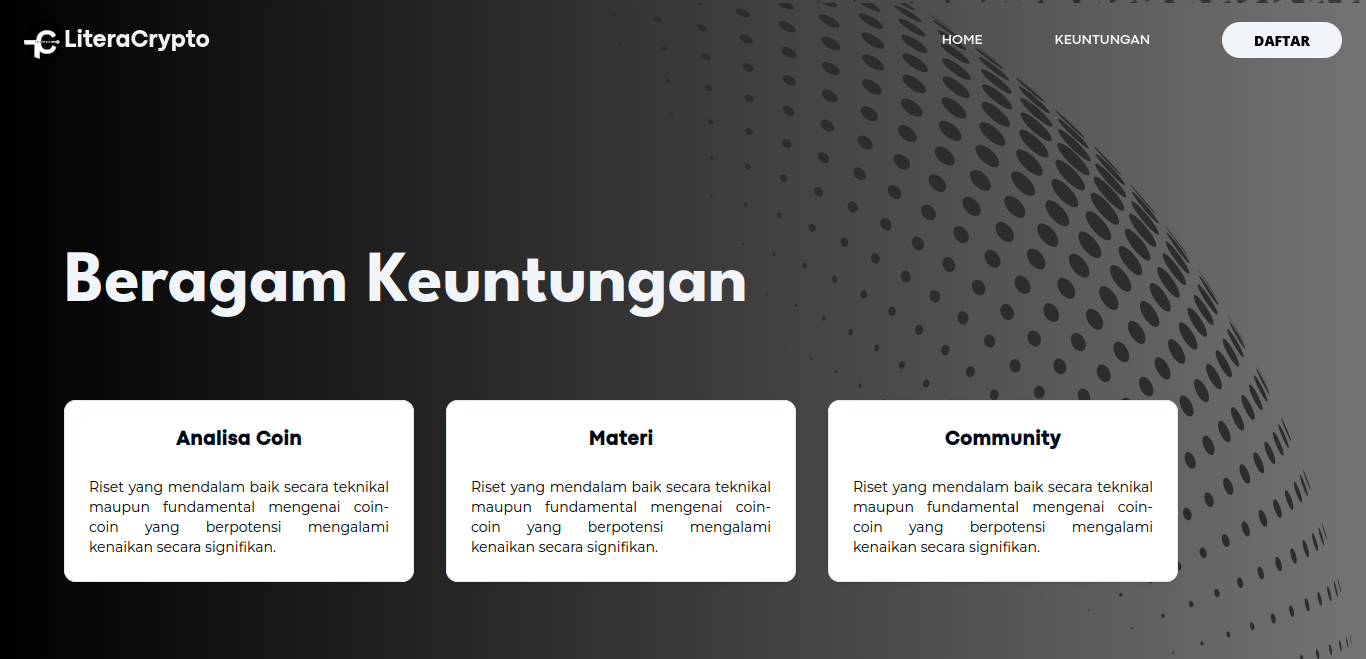 LiteraCrypto
HOME
KEUNTUNGAN
DAFTAR
Beragam Keuntungan
Analisa Coin
Riset yang mendalam baik secara teknikal
maupun fundamental mengenai coin-
coin yang berpotensi mengalami
kenaikan secara signifikan.
Materi
Riset yang mendalam baik secara teknikal
maupun fundamental mengenai coin-
coin yang berpotensi mengalami
kenaikan secara signifikan.
Community
Riset yang mendalam baik secara teknikal
maupun fundamental mengenai coin-
coin yang berpotensi mengalami
kenaikan secara signifikan.